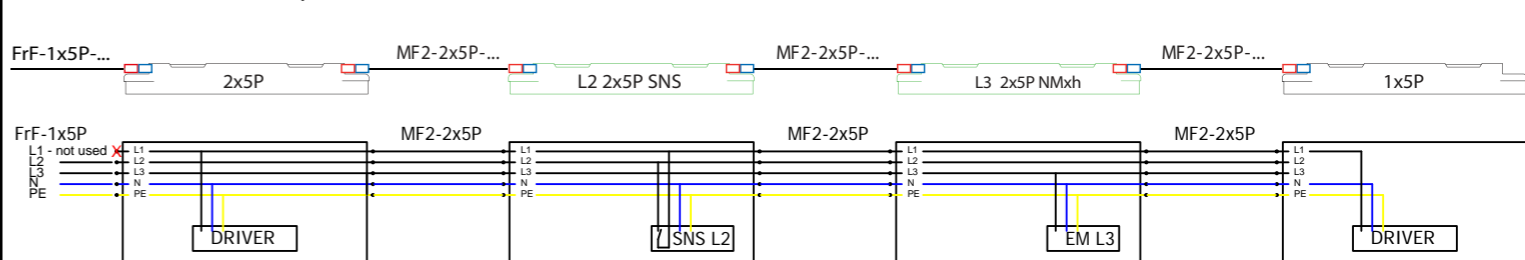 FrF-1x5P-... MF2-2x5P-... MF2-2x5P-... MF2-2x5P-...
2x5P L2 2x5P SNS L3 2x5P NMxh 1x5P
FrF-1x5P MF2-2x5P MF2-2x5P MF2-2x5P
L1 - not used L1 L1 L1 L1
L2 L2 L2 L2 L2
L3 L3 L3 L3 L3
N N N N N
PE PE PE PE PE
DRIVER SNS L2 EM L3 DRIVER